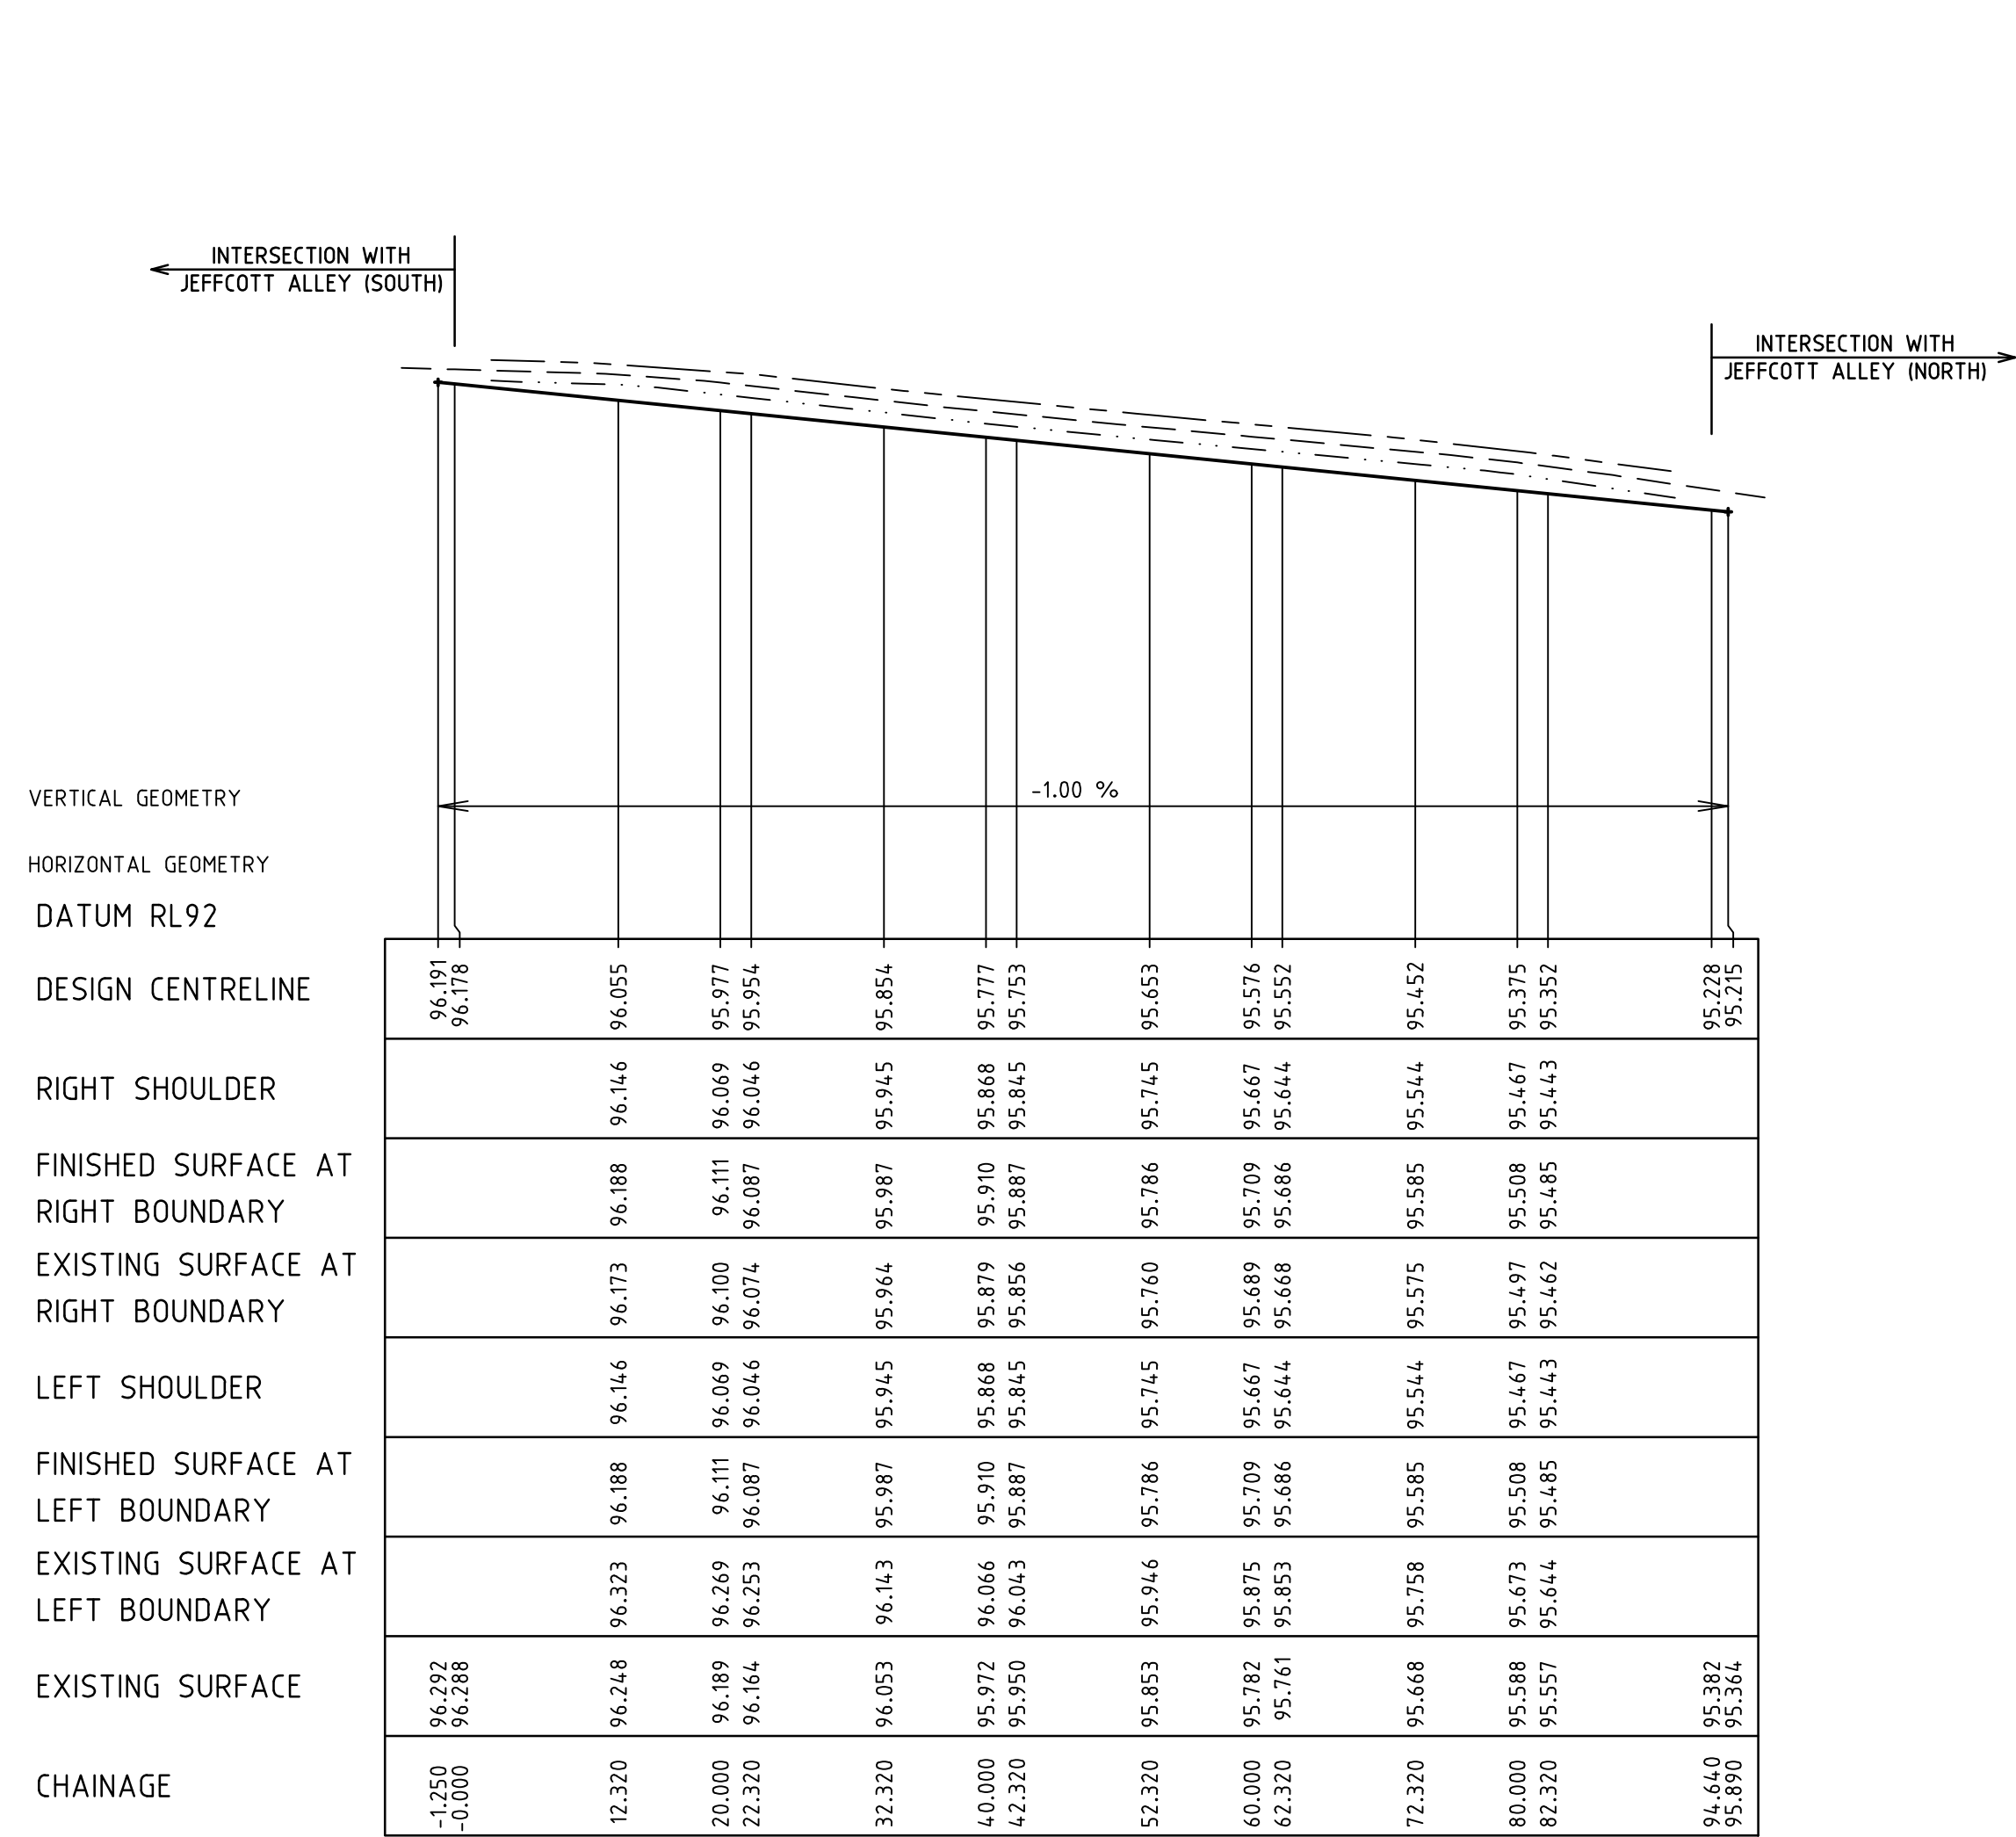 INTERSECTION WITH
JEFFCOTT ALLEY (SOUTH)
INTERSECTION WITH
JEFFCOTT ALLEY (NORTH)
VERTICAL GEOMETRY
-1.00 %
HORIZONTAL GEOMETRY
DATUM RL92
DESIGN CENTRELINE 96.191 96.178 96.055 95.977 95.954 95.854 95.777 95.753 95.653 95.576 95.552 95.452 95.375 95.352 95.228 95.215
RIGHT SHOULDER 96.146 96.069 96.046 95.945 95.868 95.845 95.745 95.667 95.644 95.544 95.467 95.443
FINISHED SURFACE AT
RIGHT BOUNDARY 96.188 96.111 96.087 95.987 95.910 95.887 95.786 95.709 95.686 95.585 95.508 95.485
EXISTING SURFACE AT
RIGHT BOUNDARY 96.173 96.100 96.074 95.964 95.879 95.856 95.760 95.689 95.668 95.575 95.497 95.462
LEFT SHOULDER 96.146 96.069 96.046 95.945 95.868 95.845 95.745 95.667 95.644 95.544 95.467 95.443
FINISHED SURFACE AT
LEFT BOUNDARY 96.188 96.111 96.087 95.987 95.910 95.887 95.786 95.709 95.686 95.585 95.508 95.485
EXISTING SURFACE AT
LEFT BOUNDARY 96.323 96.269 96.253 96.143 96.066 96.043 95.946 95.875 95.853 95.758 95.673 95.644
EXISTING SURFACE 96.292 96.288 96.248 96.189 96.164 96.053 95.972 95.950 95.853 95.782 95.761 95.668 95.588 95.557 95.382 95.364
CHAINAGE -1.250 -0.000 12.320 20.000 22.320 32.320 40.000 42.320 52.320 60.000 62.320 72.320 80.000 82.320 94.640 95.890